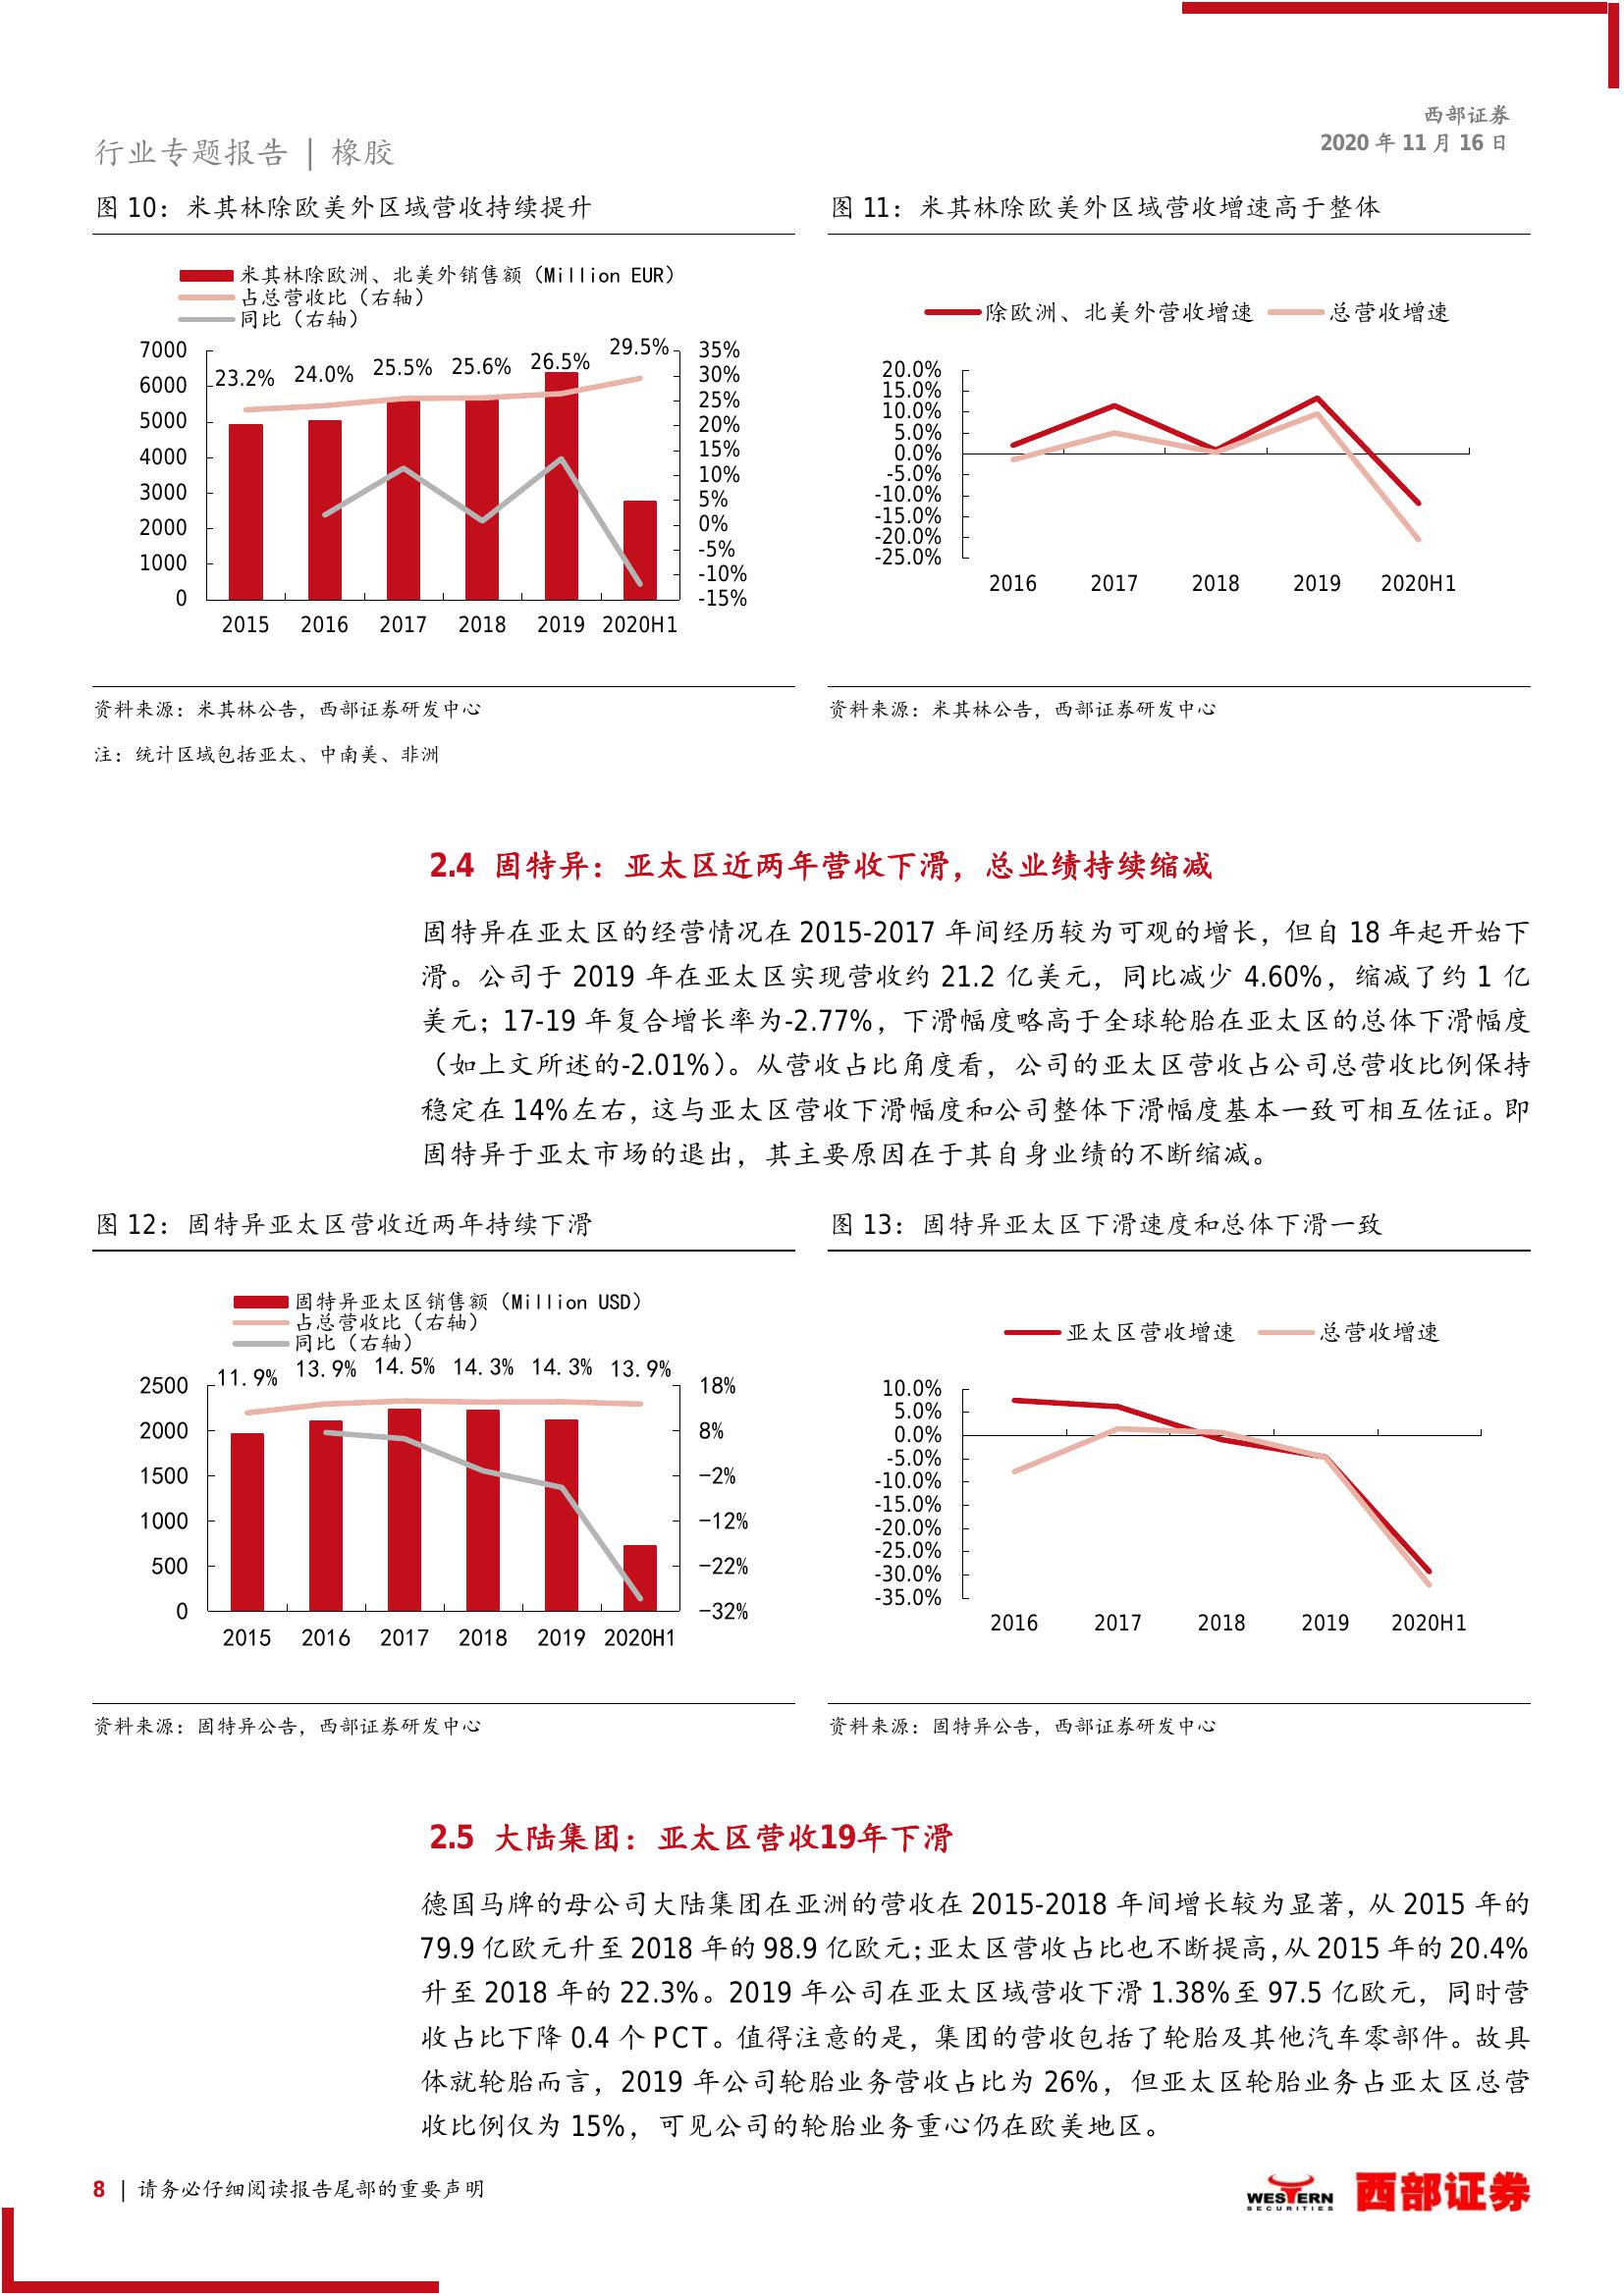 西部证券
2020 年 11 月 16 日
行业专题报告 | 橡胶
图 10：米其林除欧美外区域营收持续提升
米其林除欧洲、北美外销售额（Million EUR）
占总营收比（右轴）
同比（右轴）
7000
6000
5000
4000
3000
2000
1000
0
23.2% 24.0% 25.5% 25.6% 26.5% 29.5%
35%
30%
25%
20%
15%
10%
5%
0%
-5%
-10%
-15%
2015 2016 2017 2018 2019 2020H1
资料来源：米其林公告，西部证券研发中心
注：统计区域包括亚太、中南美、非洲
图 11：米其林除欧美外区域营收增速高于整体
除欧洲、北美外营收增速 总营收增速
20.0%
15.0%
10.0%
5.0%
0.0%
-5.0%
-10.0%
-15.0%
-20.0%
-25.0%
2016 2017 2018 2019 2020H1
资料来源：米其林公告，西部证券研发中心
2.4 固特异：亚太区近两年营收下滑，总业绩持续缩减
固特异在亚太区的经营情况在 2015-2017 年间经历较为可观的增长，但自 18 年起开始下
滑。公司于 2019 年在亚太区实现营收约 21.2 亿美元，同比减少 4.60%，缩减了约 1 亿
美元；17-19 年复合增长率为-2.77%，下滑幅度略高于全球轮胎在亚太区的总体下滑幅度
（如上文所述的-2.01%）。从营收占比角度看，公司的亚太区营收占公司总营收比例保持
稳定在 14%左右，这与亚太区营收下滑幅度和公司整体下滑幅度基本一致可相互佐证。即
固特异于亚太市场的退出，其主要原因在于其自身业绩的不断缩减。
图 12：固特异亚太区营收近两年持续下滑
固特异亚太区销售额（Million USD）
占总营收比（右轴）
同比（右轴）
2500
2000
1500
1000
500
0
11.9% 13.9% 14.5% 14.3% 14.3% 13.9%
18%
8%
-2%
-12%
-22%
-32%
2015 2016 2017 2018 2019 2020H1
资料来源：固特异公告，西部证券研发中心
图 13：固特异亚太区下滑速度和总体下滑一致
亚太区营收增速 总营收增速
10.0%
5.0%
0.0%
-5.0%
-10.0%
-15.0%
-20.0%
-25.0%
-30.0%
-35.0%
2016 2017 2018 2019 2020H1
资料来源：固特异公告，西部证券研发中心
2.5 大陆集团：亚太区营收19年下滑
德国马牌的母公司大陆集团在亚洲的营收在 2015-2018 年间增长较为显著，从 2015 年的
79.9 亿欧元升至 2018 年的 98.9 亿欧元；亚太区营收占比也不断提高，从 2015 年的 20.4%
升至 2018 年的 22.3%。2019 年公司在亚太区域营收下滑 1.38%至 97.5 亿欧元，同时营
收占比下降 0.4 个 PCT。值得注意的是，集团的营收包括了轮胎及其他汽车零部件。故具
体就轮胎而言，2019 年公司轮胎业务营收占比为 26%，但亚太区轮胎业务占亚太区总营
收比例仅为 15%，可见公司的轮胎业务重心仍在欧美地区。
8 | 请务必仔细阅读报告尾部的重要声明
WESTERN
SECURITIES
西部证券